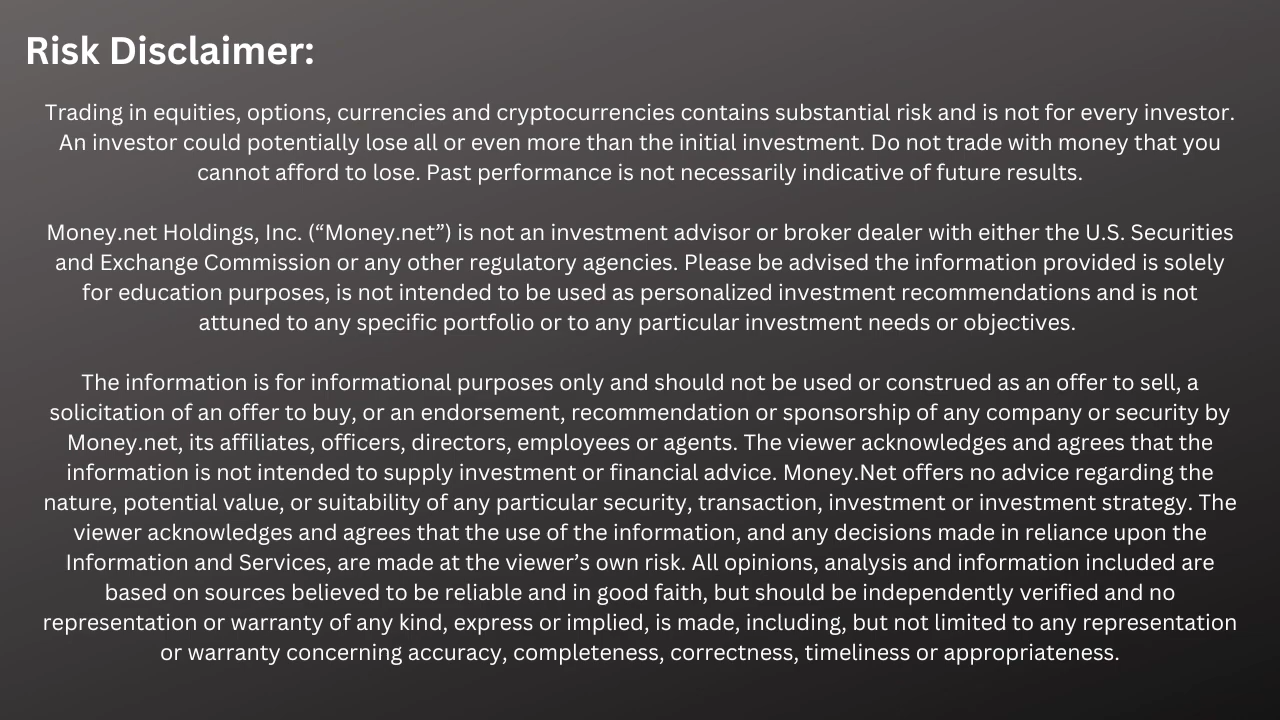 Risk Disclaimer:
Trading in equities, options, currencies and cryptocurrencies contains substantial risk and is not for every investor.
An investor could potentially lose all or even more than the initial investment. Do not trade with money that you
cannot afford to lose. Past performance is not necessarily indicative of future results.
Money.net Holdings, Inc. (“Money.net”) is not an investment advisor or broker dealer with either the U.S. Securities
and Exchange Commission or any other regulatory agencies. Please be advised the information provided is solely
for education purposes, is not intended to be used as personalized investment recommendations and is not
attuned to any specific portfolio or to any particular investment needs or objectives.
The information is for informational purposes only and should not be used or construed as an offer to sell, a
solicitation of an offer to buy, or an endorsement, recommendation or sponsorship of any company or security by
Money.net, its affiliates, officers, directors, employees or agents. The viewer acknowledges and agrees that the
information is not intended to supply investment or financial advice. Money.Net offers no advice regarding the
nature, potential value, or suitability of any particular security, transaction, investment or investment strategy. The
viewer acknowledges and agrees that the use of the information, and any decisions made in reliance upon the
Information and Services, are made at the viewer’s own risk. All opinions, analysis and information included are
based on sources believed to be reliable and in good faith, but should be independently verified and no
representation or warranty of any kind, express or implied, is made, including, but not limited to any representation
or warranty concerning accuracy, completeness, correctness, timeliness or appropriateness.